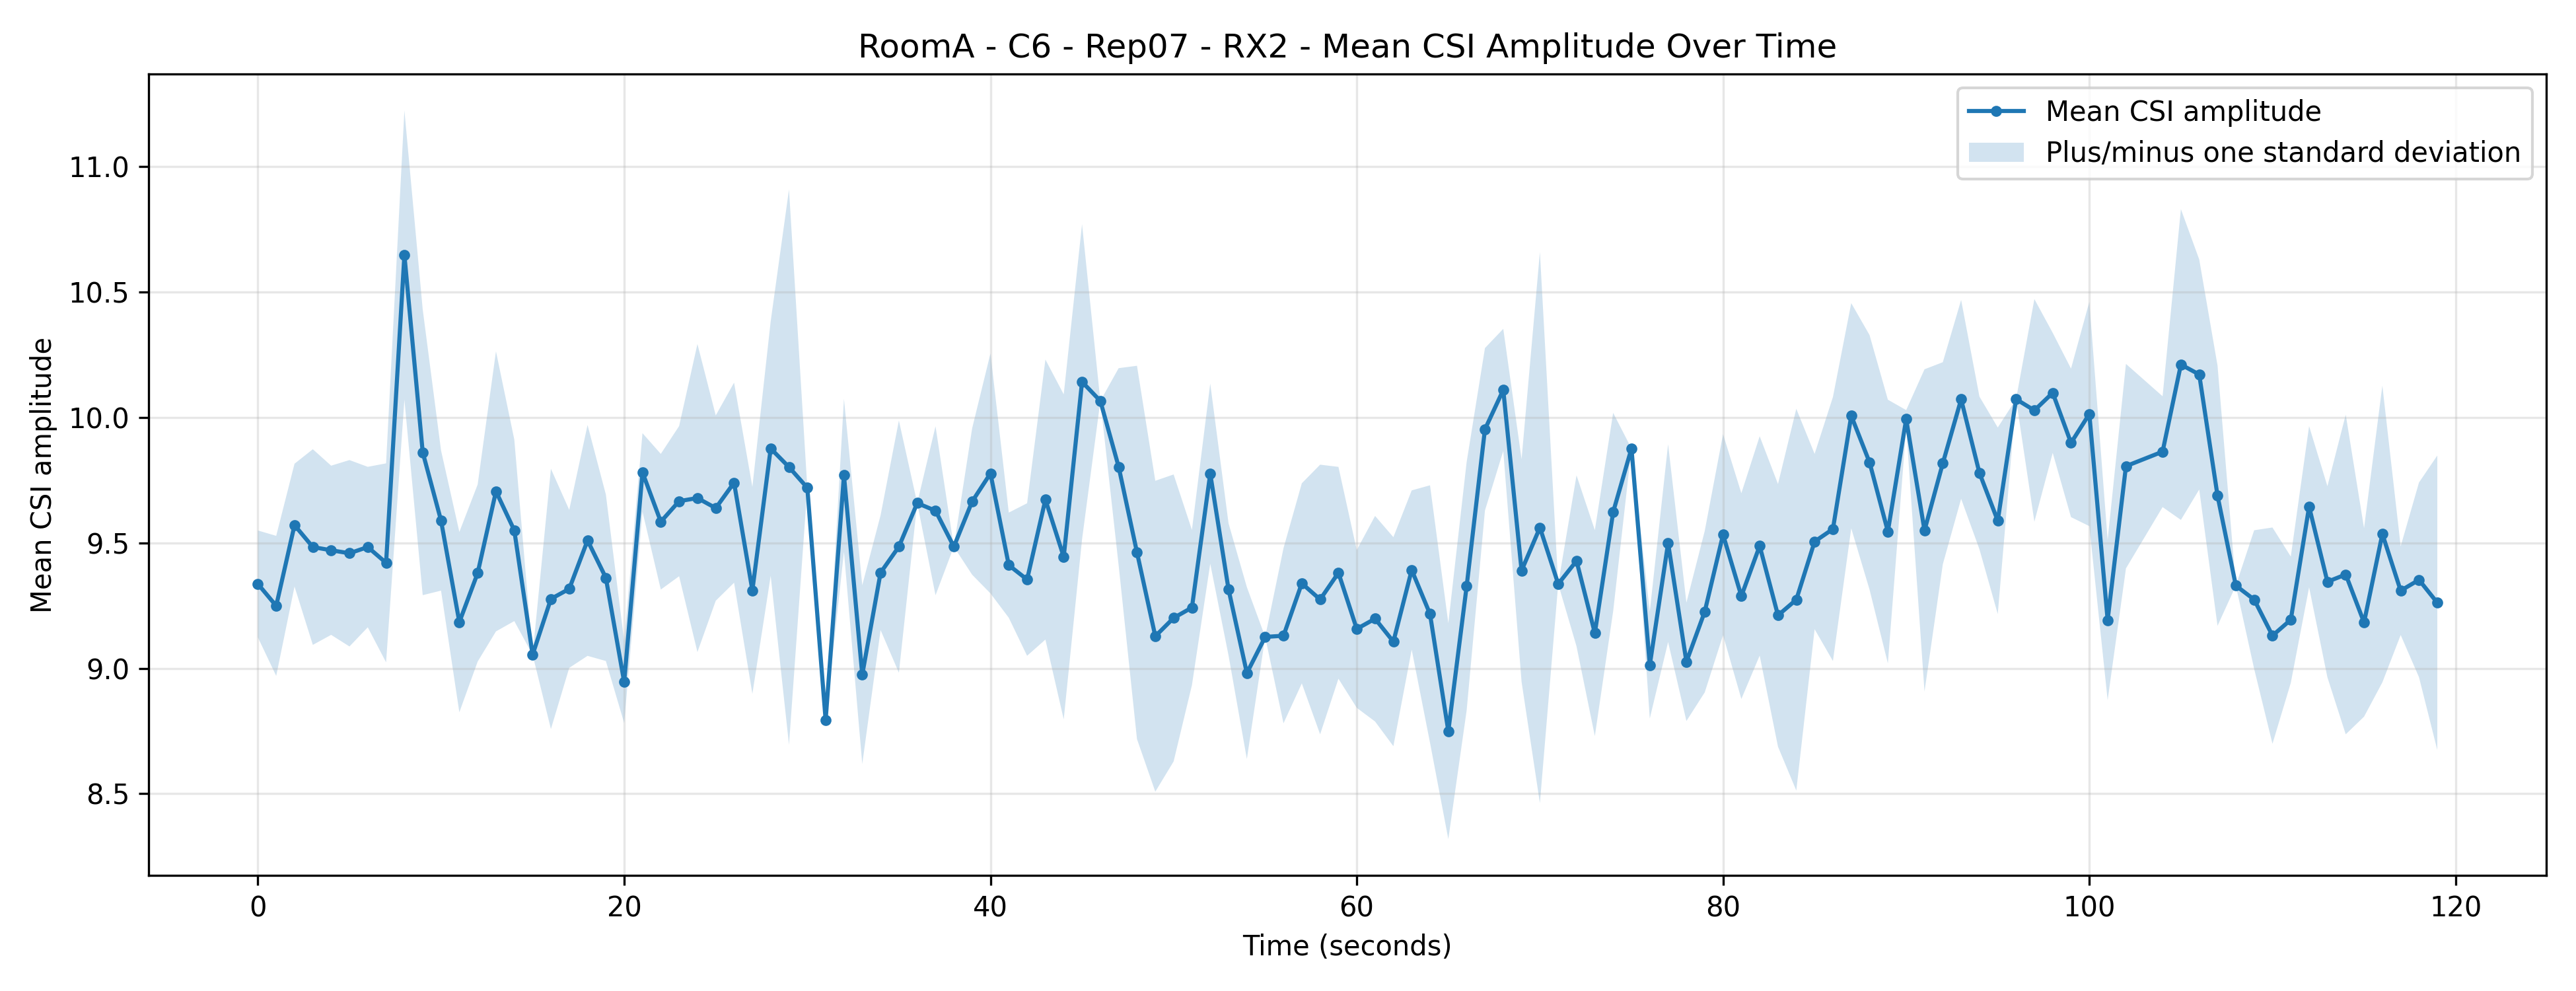 RoomA - C6 - Rep07 - RX2 - Mean CSI Amplitude Over Time
Mean CSI amplitude
Plus/minus one standard deviation
Mean CSI amplitude
11.0
10.5
10.0
9.5
9.0
8.5
0 20 40 60 80 100 120
Time (seconds)